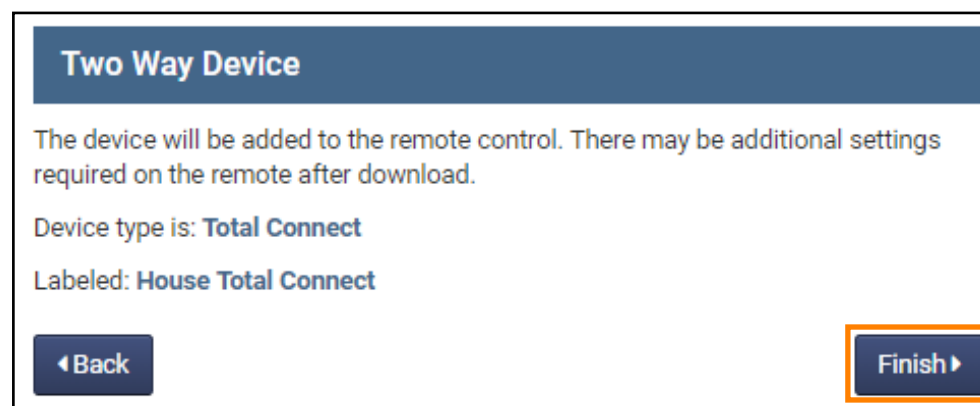 Two Way Device
The device will be added to the remote control. There may be additional settings
required on the remote after download.
Device type is: Total Connect
Labeled: House Total Connect
Back
Finish